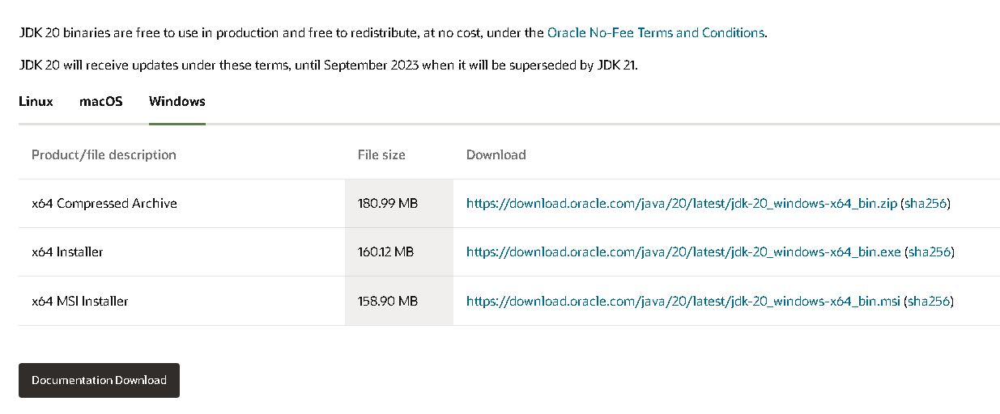 JDK 20 binaries are free to use in production and free to redistribute, at no cost, under the Oracle No-Fee Terms and Conditions.
JDK 20 will receive updates under these terms, until September 2023 when it will be superseded by JDK 21.
Linux macOS Windows
Product/file description File size Download
x64 Compressed Archive 180.99 MB https://download.oracle.com/java/20/latest/jdk-20_windows-x64_bin.zip (sha256)
x64 Installer 160.12 MB https://download.oracle.com/java/20/latest/jdk-20_windows-x64_bin.exe (sha256)
x64 MSI Installer 158.90 MB https://download.oracle.com/java/20/latest/jdk-20_windows-x64_bin.msi (sha256)
Documentation Download